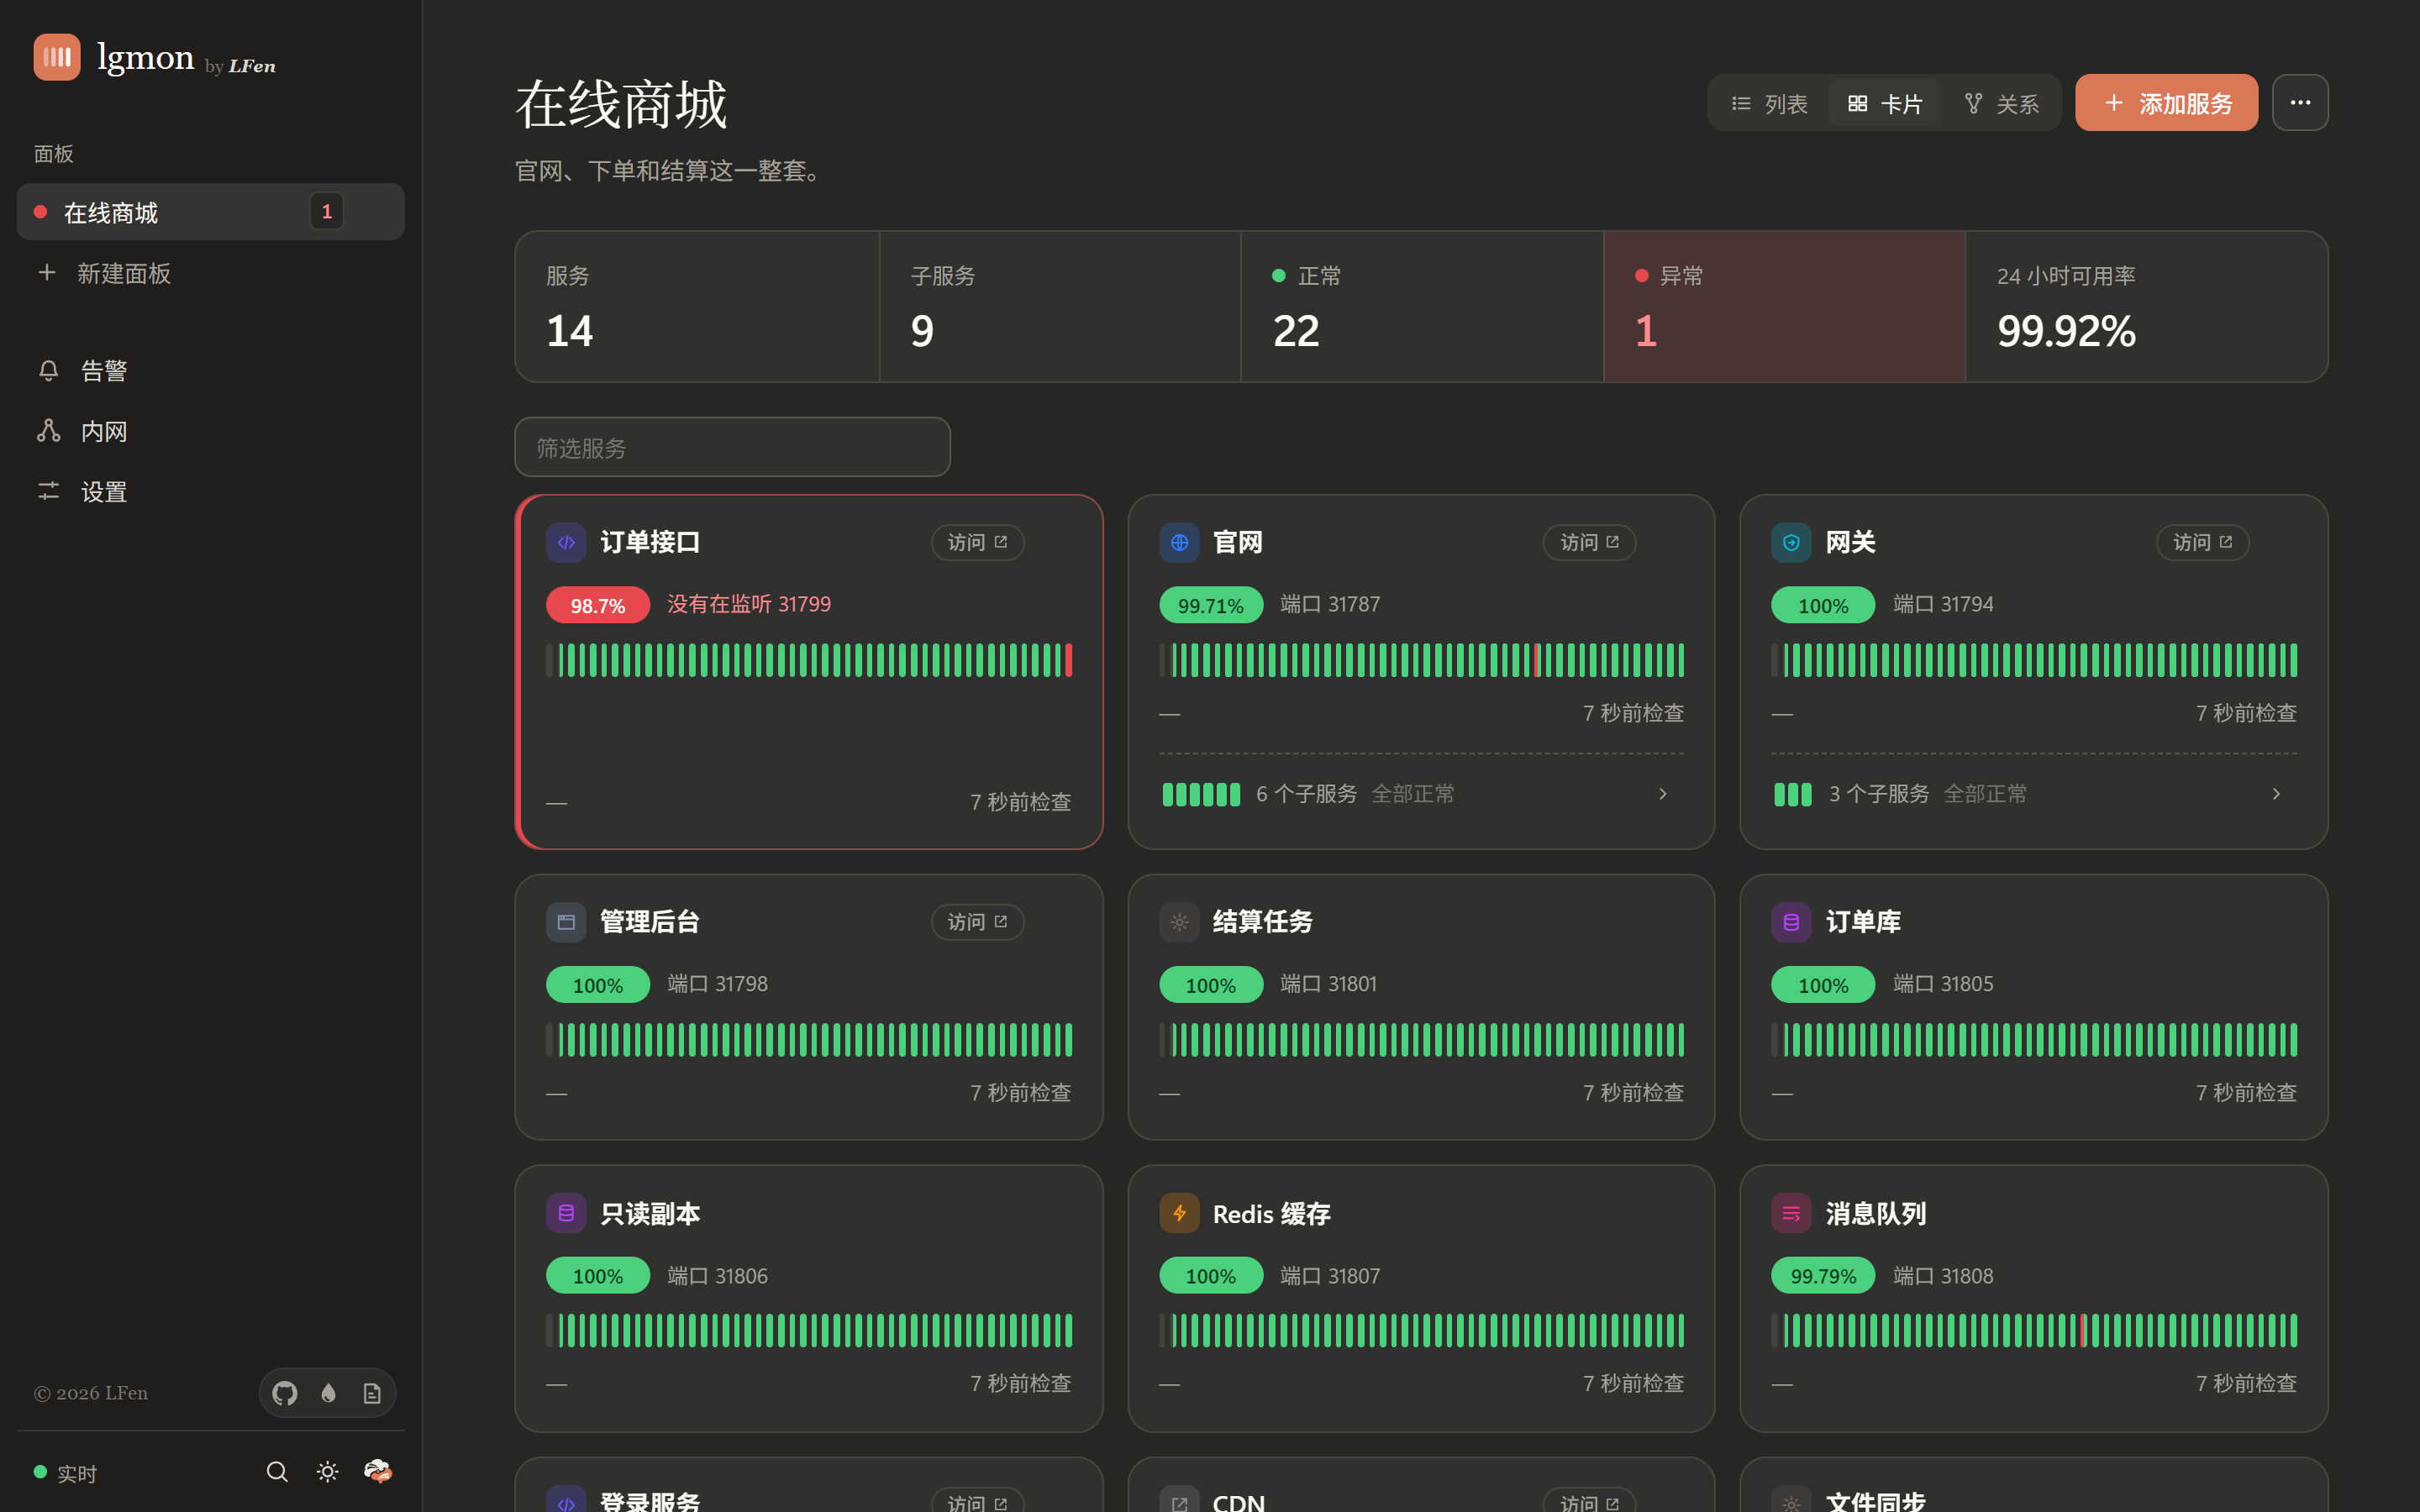 lgmon by LFen
面板
在线商城 1
新建面板
告警
内网
设置
© 2026 LFen
实时
在线商城
官网、下单和结算这一整套。
列表 卡片 关系 添加服务
服务 子服务 正常 异常 24 小时可用率
14 9 22 1 99.92%
筛选服务
订单接口 访问
98.7% 没有在监听 31799
— 7 秒前检查
官网 访问
99.71% 端口 31787
— 7 秒前检查
6 个子服务 全部正常
网关 访问
100% 端口 31794
— 7 秒前检查
3 个子服务 全部正常
管理后台 访问
100% 端口 31798
— 7 秒前检查
结算任务
100% 端口 31801
— 7 秒前检查
订单库
100% 端口 31805
— 7 秒前检查
只读副本
100% 端口 31806
— 7 秒前检查
Redis 缓存
100% 端口 31807
— 7 秒前检查
消息队列
99.79% 端口 31808
— 7 秒前检查
登录服务 访问
CDN 访问
文件同步